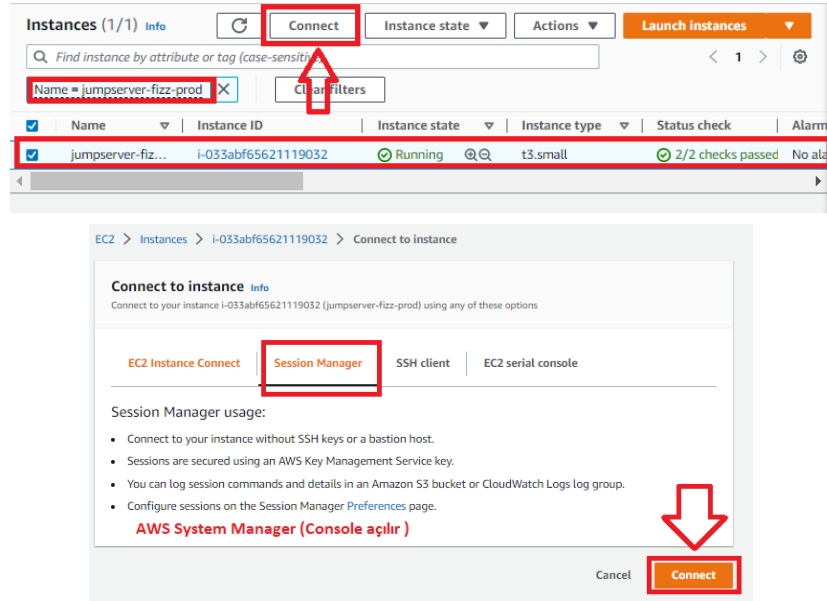 Instances (1/1) Info Connect Instance state ▼ Actions ▼ Launch instances ▼
Find instance by attribute or tag (case-sensitive) < 1 >
Name = jumpserver-fizz-prod X Clear filters
Name ▽ Instance ID Instance state ▽ Instance type ▽ Status check Alarm
jumpserver-fiz... i-033abf65621119032 Running t3.small 2/2 checks passed No ala
EC2 > Instances > i-033abf65621119032 > Connect to instance
Connect to instance Info
Connect to your instance i-033abf65621119032 (jumpserver-fizz-prod) using any of these options
EC2 Instance Connect Session Manager SSH client EC2 serial console
Session Manager usage:
• Connect to your instance without SSH keys or a bastion host.
• Sessions are secured using an AWS Key Management Service key.
• You can log session commands and details in an Amazon S3 bucket or CloudWatch Logs log group.
• Configure sessions on the Session Manager Preferences page.
AWS System Manager (Console açılır )
Cancel Connect